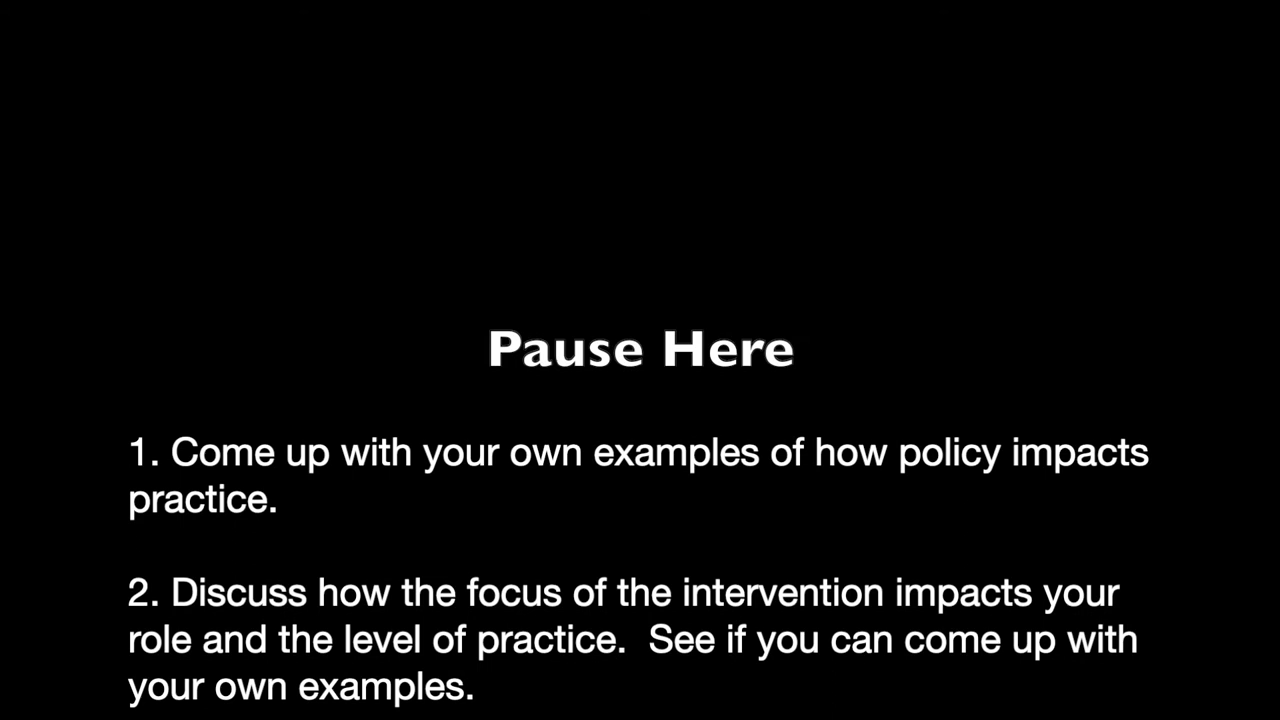 Pause Here
1. Come up with your own examples of how policy impacts
practice.
2. Discuss how the focus of the intervention impacts your
role and the level of practice.  See if you can come up with
your own examples.